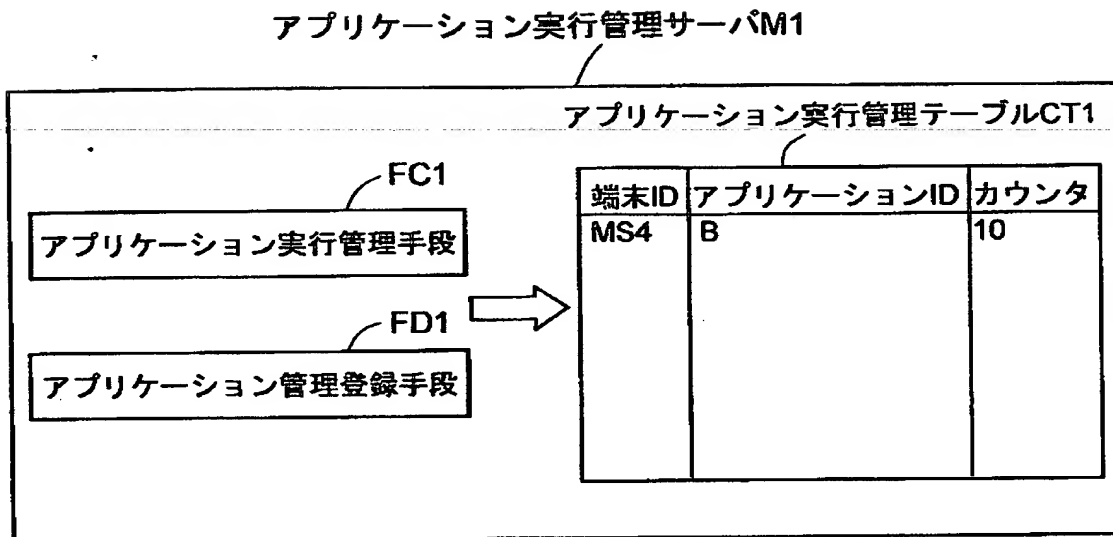 アプリケーション実行管理サーバM1
アプリケーション実行管理テーブルCT1
FC1
アプリケーション実行管理手段
FD1
アプリケーション管理登録手段
端末ID アプリケーションID カウンタ
MS4 B 10